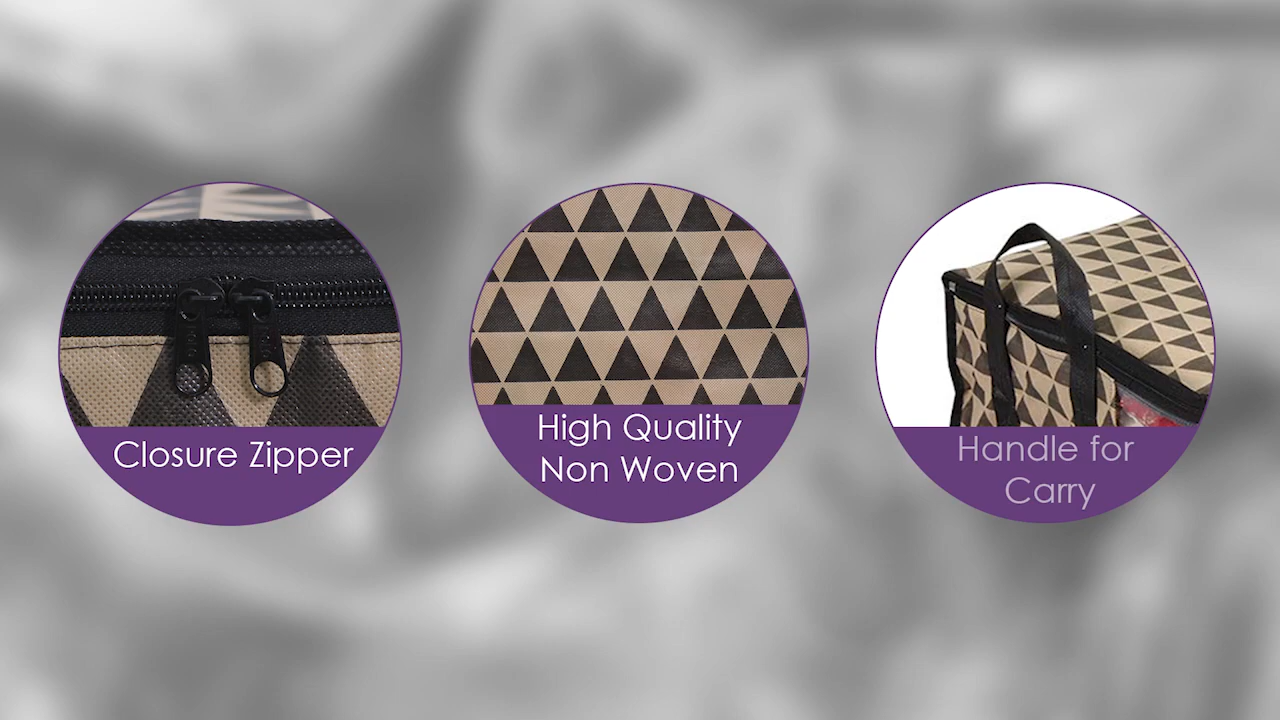 Closure Zipper
High Quality
Non Woven
Handle for
Carry